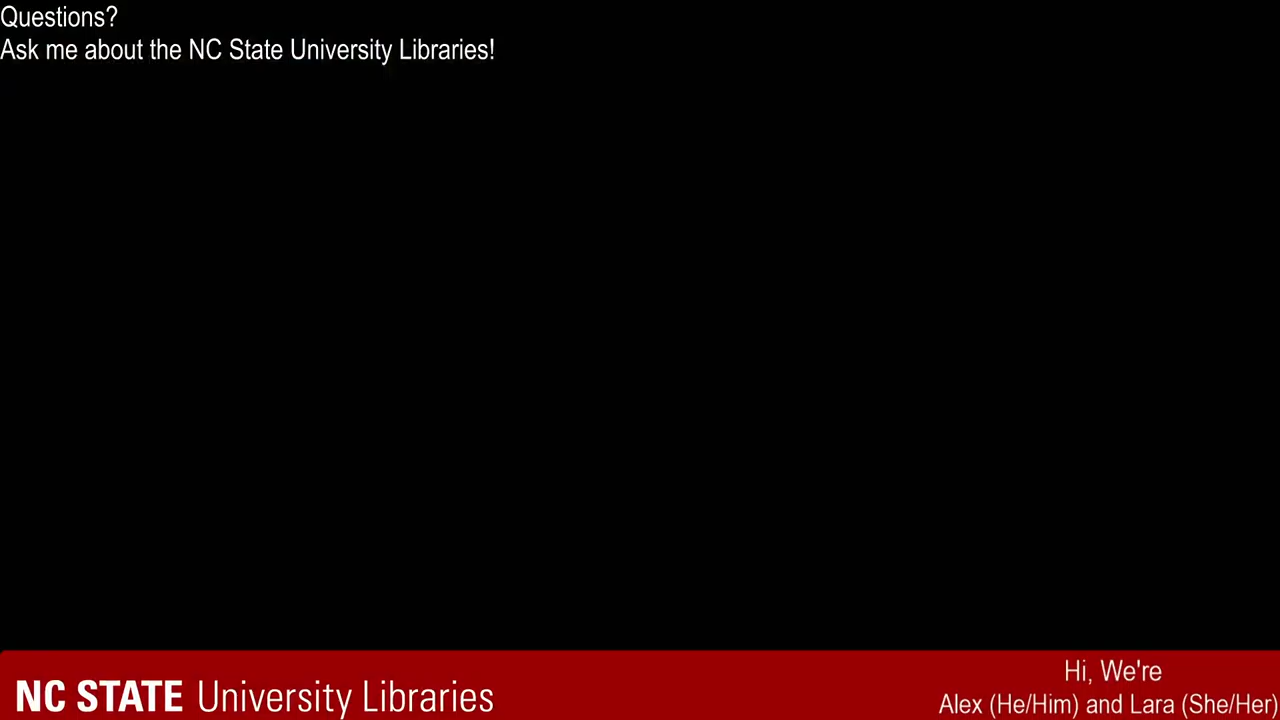 Questions?
Ask me about the NC State University Libraries!
NC STATE University Libraries
Hi, We're
Alex (He/Him) and Lara (She/Her)